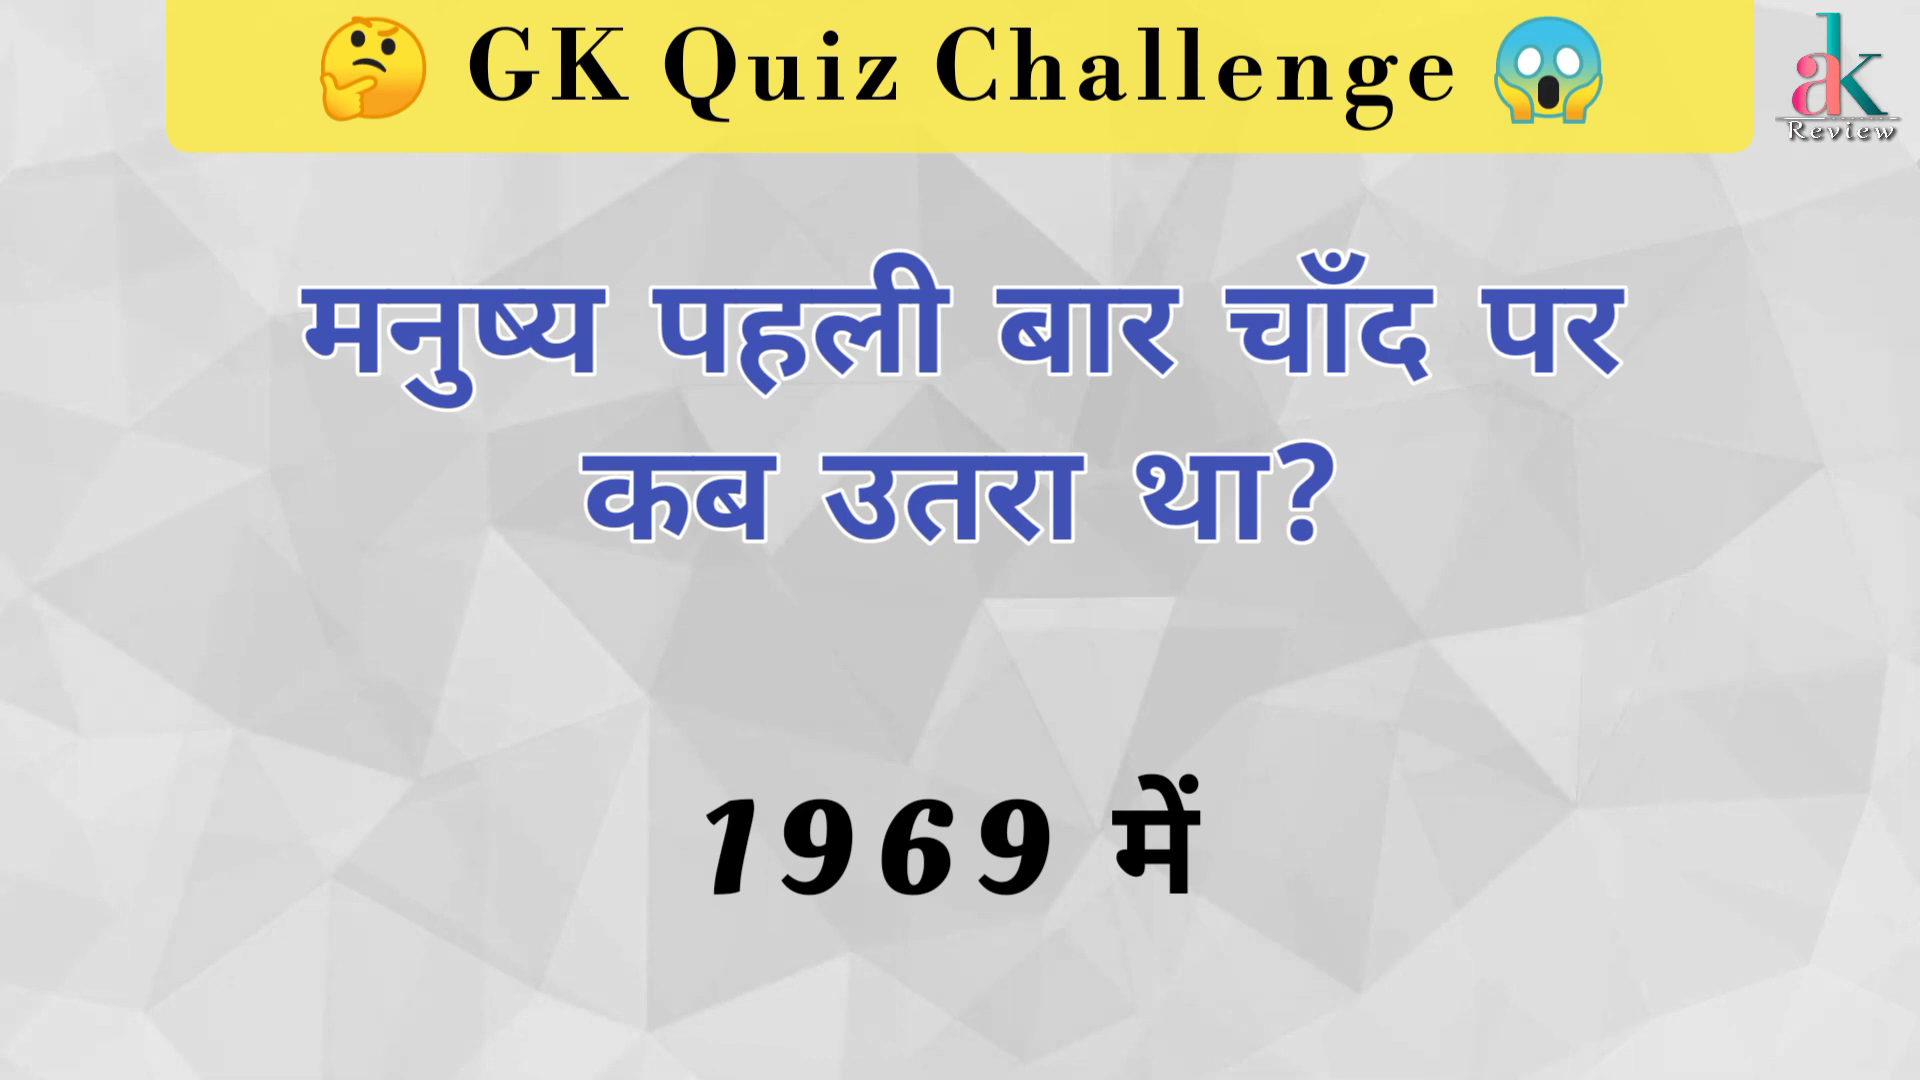 🤔 GK Quiz Challenge 😱
ak
Review
मनुष्य पहली बार चाँद पर
कब उतरा था?
1969 में